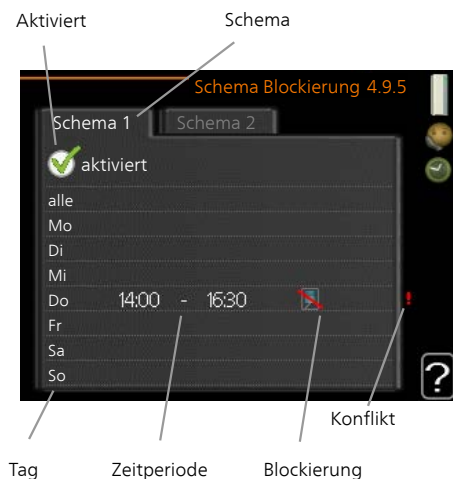 Aktiviert Schema
Schema Blockierung 4.9.5
Schema 1 Schema 2
aktiviert
alle
Mo
Di
Mi
Do 14:00 - 16:30 !
Fr
Sa
So
?
Konflikt
Tag Zeitperiode Blockierung